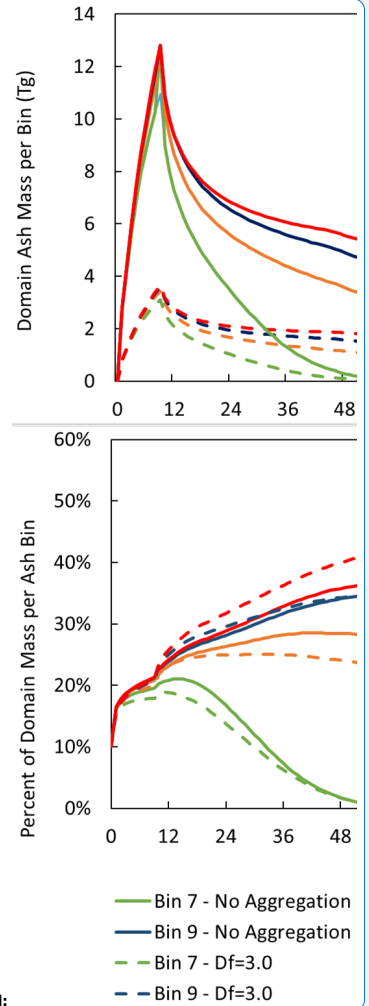 14
12
10
8
6
4
2
0
Domain Ash Mass per Bin (Tg)
0 12 24 36 48
60%
50%
40%
30%
20%
10%
0%
Percent of Domain Mass per Ash Bin
0 12 24 36 48
Bin 7 - No Aggregation
Bin 9 - No Aggregation
Bin 7 - Df=3.0
Bin 9 - Df=3.0